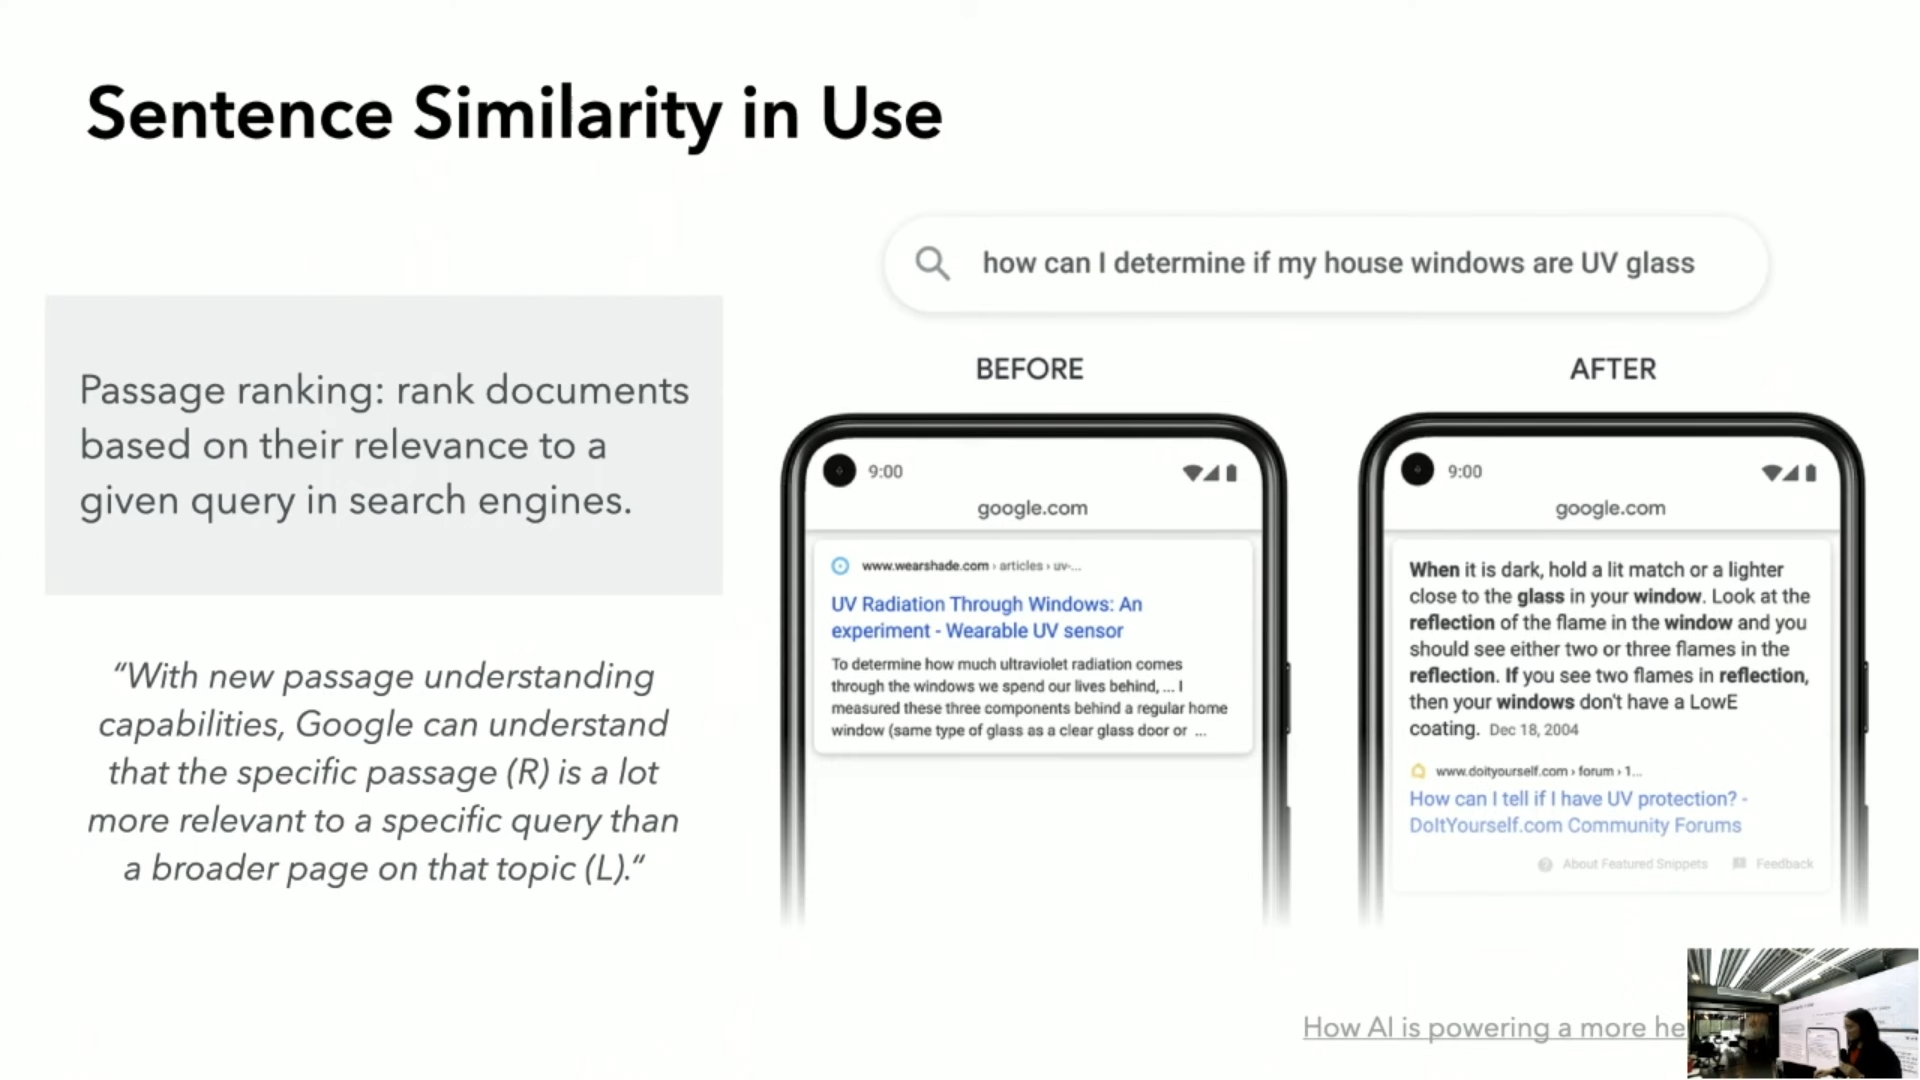 Sentence Similarity in Use
Passage ranking: rank documents
based on their relevance to a
given query in search engines.
“With new passage understanding
capabilities, Google can understand
that the specific passage (R) is a lot
more relevant to a specific query than
a broader page on that topic (L).“
how can I determine if my house windows are UV glass
BEFORE
9:00
google.com
www.wearshade.com › articles › uv-...
UV Radiation Through Windows: An
experiment - Wearable UV sensor
To determine how much ultraviolet radiation comes
through the windows we spend our lives behind, ... I
measured these three components behind a regular home
window (same type of glass as a clear glass door or ...
AFTER
9:00
google.com
When it is dark, hold a lit match or a lighter
close to the glass in your window. Look at the
reflection of the flame in the window and you
should see either two or three flames in the
reflection. If you see two flames in reflection,
then your windows don't have a LowE
coating. Dec 18, 2004
www.doityourself.com › forum › 1...
How can I tell if I have UV protection? -
DoItYourself.com Community Forums
About Featured Snippets Feedback
How AI is powering a more he